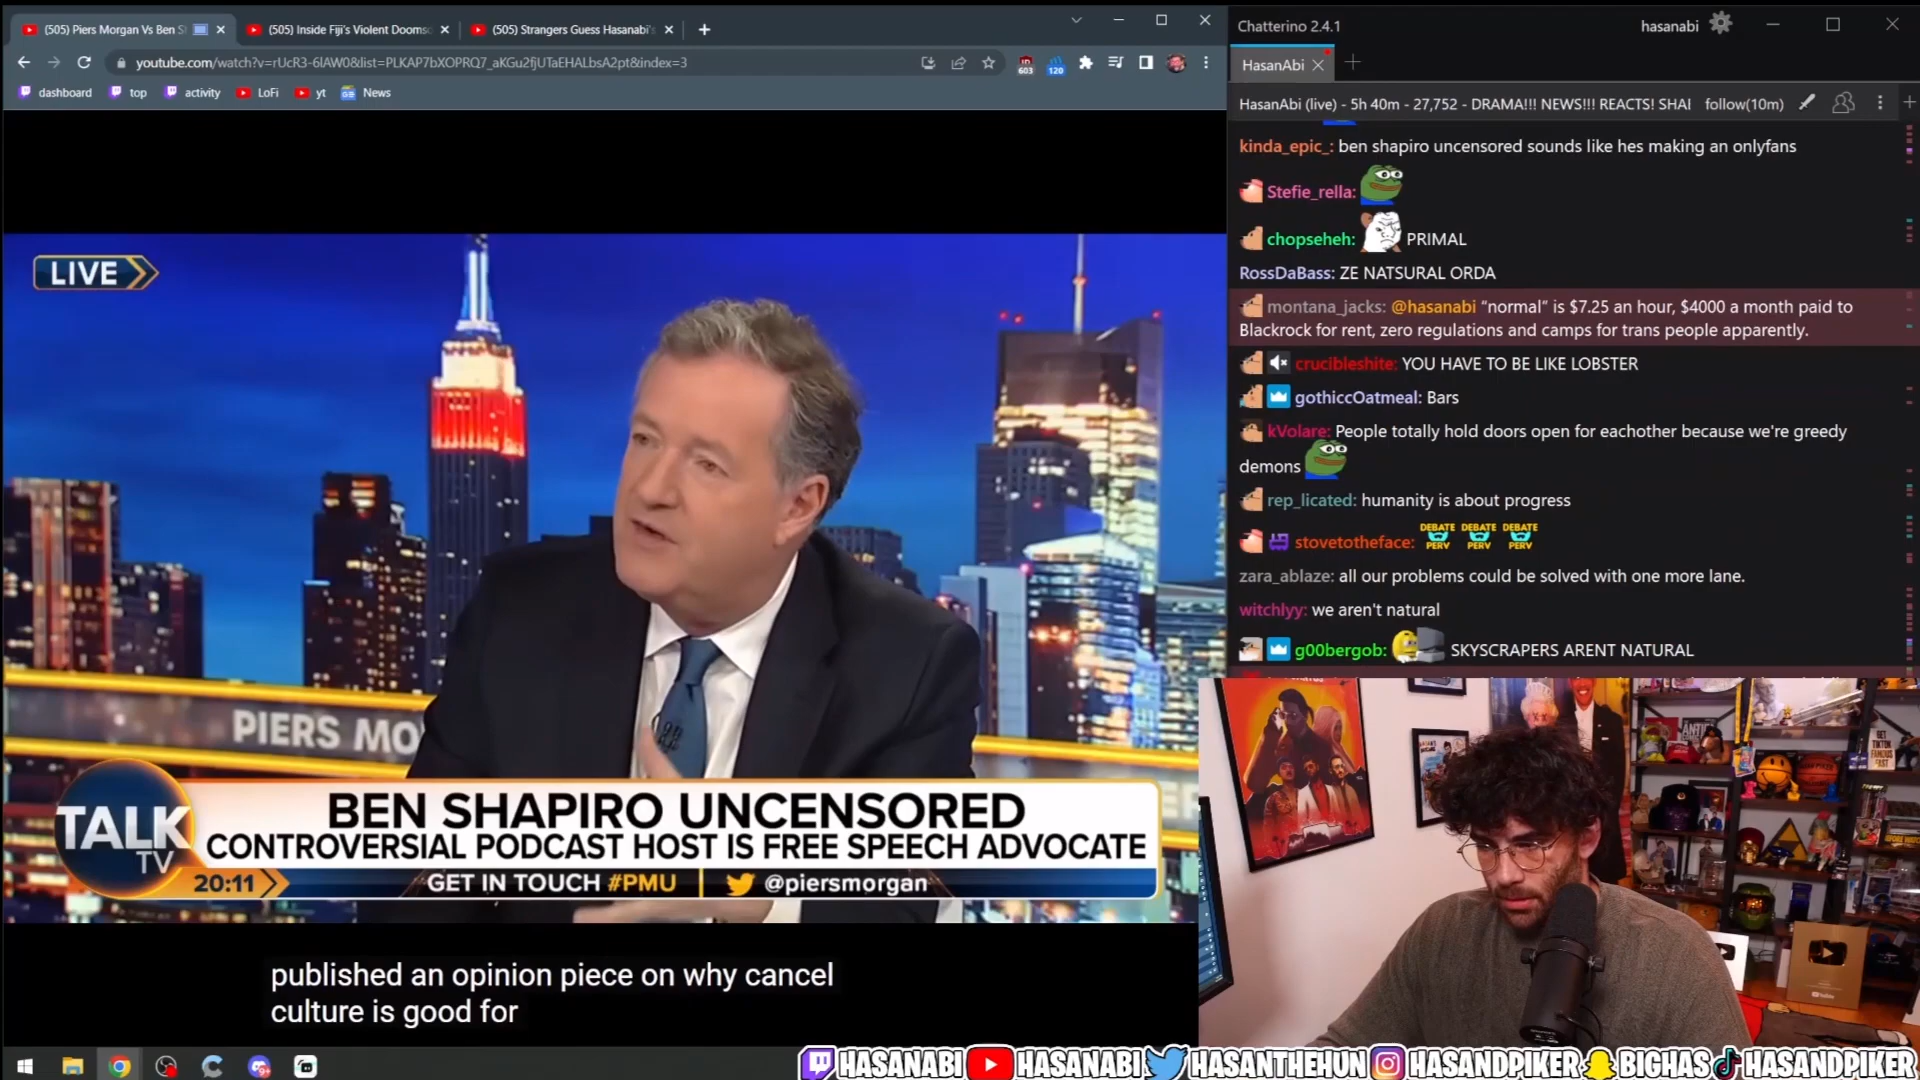 (505) Piers Morgan Vs Ben S
(505) Inside Fiji's Violent Dooms
(505) Strangers Guess Hasanabi's
youtube.com/watch?v=rUcR3-6lAW0&list=PLKAP7bXOPRQ7_aKGu2fjUTaEHALbsA2pt&index=3
603
120
dashboard
top
activity
LoFi
yt
News
LIVE
PIERS MO
TALK
TV
BEN SHAPIRO UNCENSORED
CONTROVERSIAL PODCAST HOST IS FREE SPEECH ADVOCATE
20:11
GET IN TOUCH #PMU
@piersmorgan
published an opinion piece on why cancel
culture is good for
Chatterino 2.4.1
hasanabi
HasanAbi
HasanAbi (live) - 5h 40m - 27,752 - DRAMA!!! NEWS!!! REACTS! SHAI
follow(10m)
kinda_epic_: ben shapiro uncensored sounds like hes making an onlyfans
Stefie_rella:
chopseheh: PRIMAL
RossDaBass: ZE NATSURAL ORDA
montana_jacks: @hasanabi “normal“ is $7.25 an hour, $4000 a month paid to
Blackrock for rent, zero regulations and camps for trans people apparently.
crucibleshite: YOU HAVE TO BE LIKE LOBSTER
gothiccOatmeal: Bars
kVolare: People totally hold doors open for eachother because we're greedy
demons
rep_licated: humanity is about progress
stovetotheface: DEBATE PERV DEBATE PERV DEBATE PERV
zara_ablaze: all our problems could be solved with one more lane.
witchlyy: we aren't natural
g00bergob: SKYSCRAPERS ARENT NATURAL
HASANABI HASANABI HASANTHEHUN HASANDPIKER BIGHAS HASANDPIKER